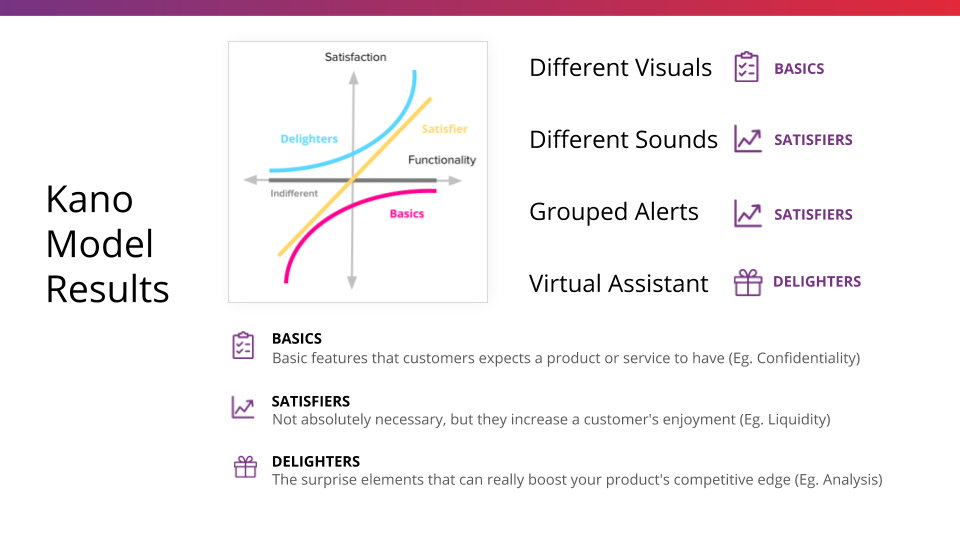 Kano
Model
Results
Satisfaction
Delighters
Satisfier
Functionality
Indifferent
Basics
Different Visuals BASICS
Different Sounds SATISFIERS
Grouped Alerts SATISFIERS
Virtual Assistant DELIGHTERS
BASICS
Basic features that customers expects a product or service to have (Eg. Confidentiality)
SATISFIERS
Not absolutely necessary, but they increase a customer's enjoyment (Eg. Liquidity)
DELIGHTERS
The surprise elements that can really boost your product's competitive edge (Eg. Analysis)